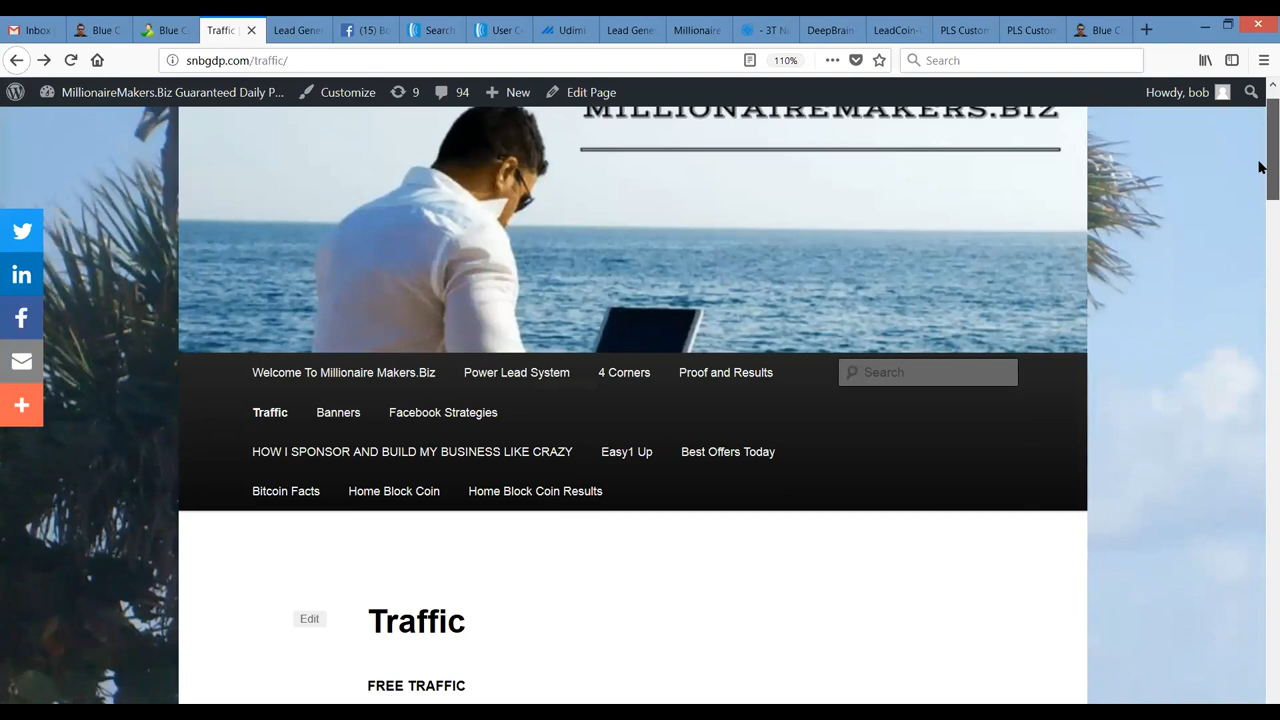 Inbox
Blue C
Blue C
Traffic
Lead Gene
(15) Bo
Search
User C
Udimi
Lead Gene
Millionaire
- 3T N
DeepBrain
LeadCoin-
PLS Custom
PLS Custom
Blue C
snbgdp.com/traffic/
110%
Search
MillionaireMakers.Biz Guaranteed Daily P...
Customize
9
94
New
Edit Page
Howdy, bob
MILLIONAIREMAKERS.BIZ
Welcome To Millionaire Makers.Biz
Power Lead System
4 Corners
Proof and Results
Search
Traffic
Banners
Facebook Strategies
HOW I SPONSOR AND BUILD MY BUSINESS LIKE CRAZY
Easy1 Up
Best Offers Today
Bitcoin Facts
Home Block Coin
Home Block Coin Results
Edit
Traffic
FREE TRAFFIC